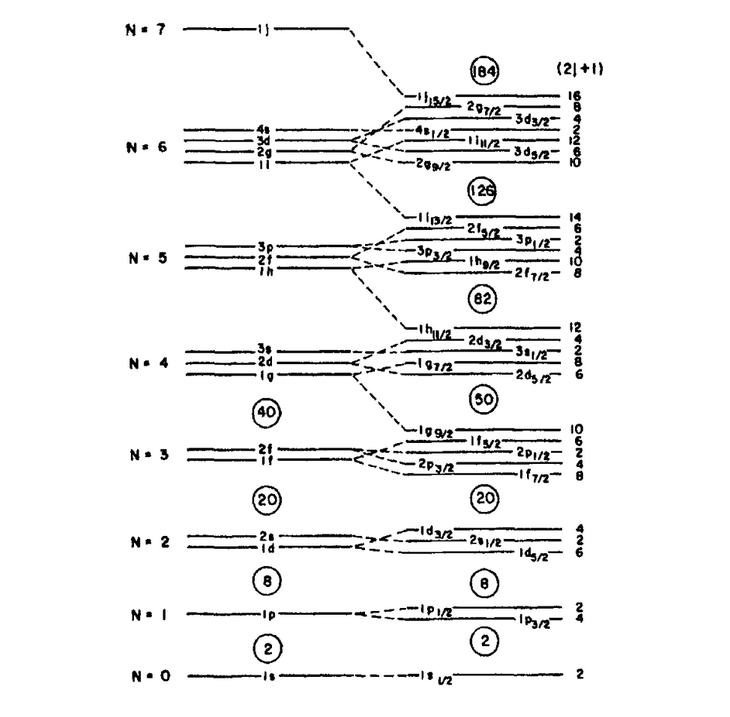 N = 7 1j
184 (2j+1)
1j15/2 16
2g7/2 8
3d3/2 4
4s 4s1/2 2
3d 1i11/2 12
N = 6 2g 3d5/2 6
1i 2g9/2 10
126
1i13/2 14
2f5/2 6
3p 3p1/2 2
3p3/2 4
N = 5 2f 1h9/2 10
1h 2f7/2 8
82
1h11/2 12
2d3/2 4
3s 3s1/2 2
N = 4 2d 1g7/2 8
1g 2d5/2 6
40 50
1g9/2 10
1f5/2 6
N = 3 2f 2p1/2 2
1f 2p3/2 4
1f7/2 8
20 20
1d3/2 4
N = 2 2s 2s1/2 2
1d 1d5/2 6
8 8
1p1/2 2
N = 1 1p 1p3/2 4
2 2
N = 0 1s 1s1/2 2